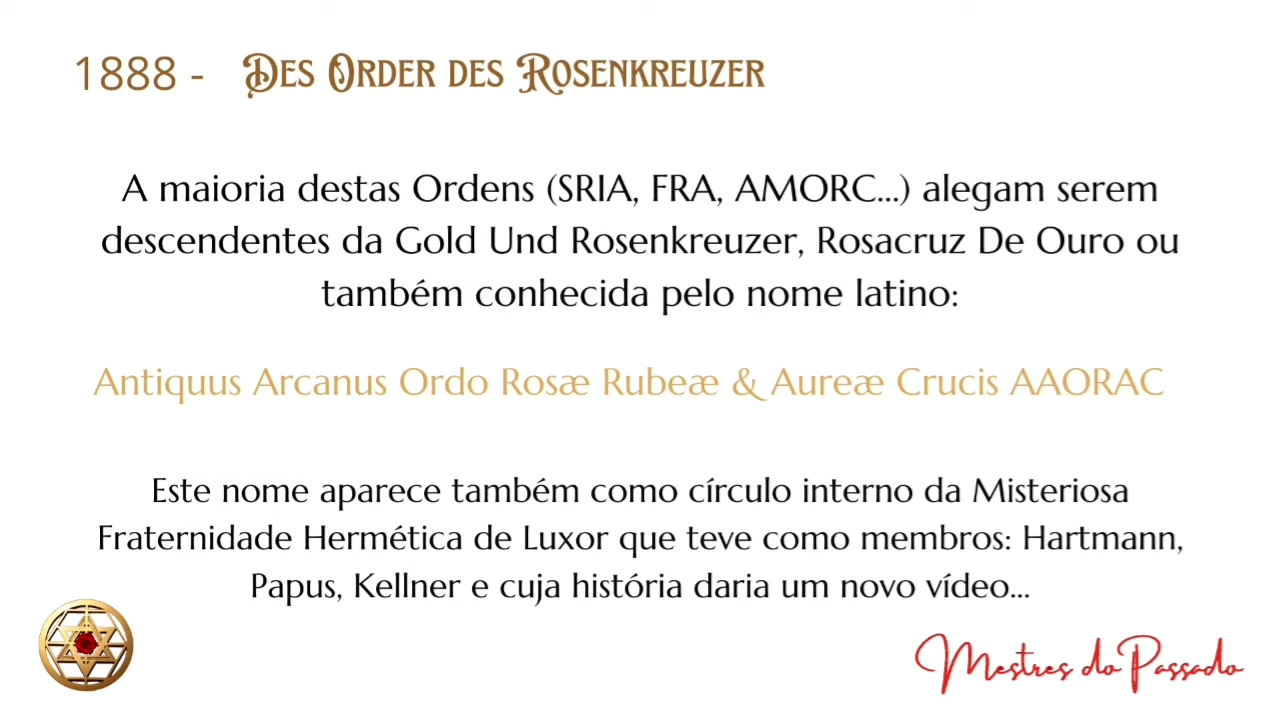 1888 - Des Order des Rosenkreuzer
A maioria destas Ordens (SRIA, FRA, AMORC...) alegam serem
descendentes da Gold Und Rosenkreuzer, Rosacruz De Ouro ou
também conhecida pelo nome latino:
Antiquus Arcanus Ordo Rosæ Rubeæ & Aureæ Crucis AAORAC
Este nome aparece também como círculo interno da Misteriosa
Fraternidade Hermética de Luxor que teve como membros: Hartmann,
Papus, Kellner e cuja história daria um novo vídeo...
Mestres do Passado